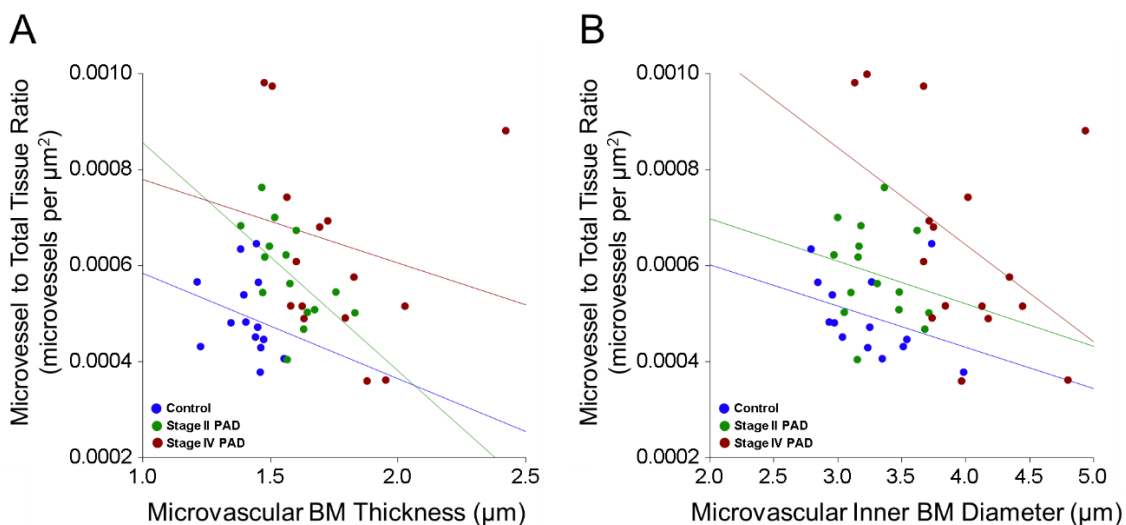 A
Microvessel to Total Tissue Ratio
(microvessels per µm²)
0.0010
0.0008
0.0006
0.0004
0.0002
Control
Stage II PAD
Stage IV PAD
1.0 1.5 2.0 2.5
Microvascular BM Thickness (µm)
B
Microvessel to Total Tissue Ratio
(microvessels per µm²)
0.0010
0.0008
0.0006
0.0004
0.0002
Control
Stage II PAD
Stage IV PAD
2.0 2.5 3.0 3.5 4.0 4.5 5.0
Microvascular Inner BM Diameter (µm)